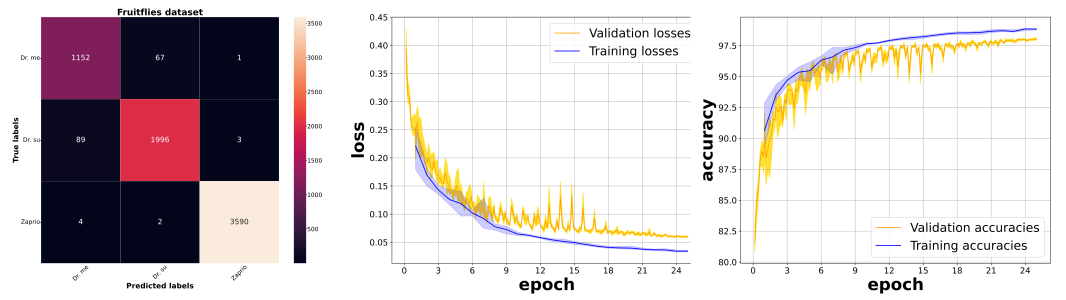 Fruitflies dataset
True labels
Dr. me
Dr. su
Zaprio
1152 67 1
89 1996 3
4 2 3590
Dr. me Dr. su Zaprio
Predicted labels
3500
3000
2500
2000
1500
1000
500
loss
0.45
0.40
0.35
0.30
0.25
0.20
0.15
0.10
0.05
0 3 6 9 12 15 18 21 24
epoch
Validation losses
Training losses
accuracy
97.5
95.0
92.5
90.0
87.5
85.0
82.5
80.0
0 3 6 9 12 15 18 21 24
epoch
Validation accuracies
Training accuracies